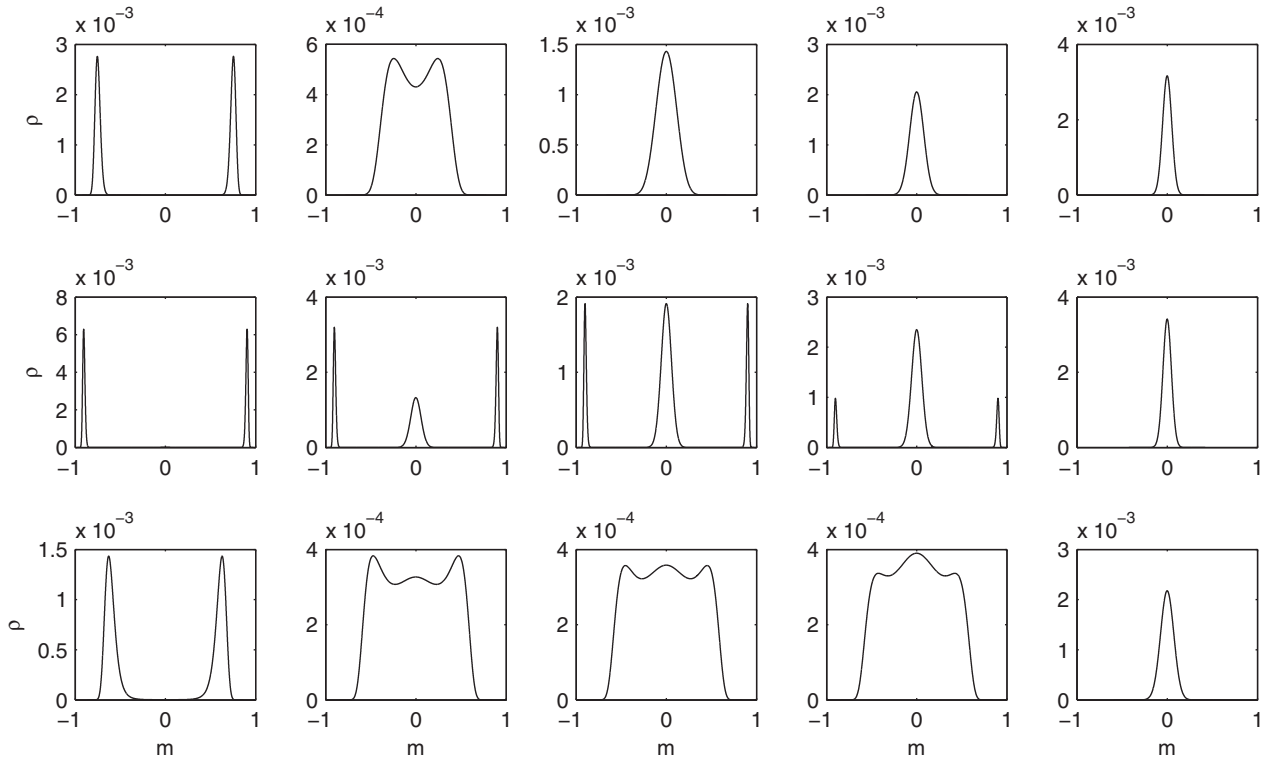 x 10⁻³ x 10⁻⁴ x 10⁻³ x 10⁻³ x 10⁻³
3 6 1.5 3 4
2 4 1 2
ρ
1 2 0.5 1 2
0 0 0 0 0
-1 0 1 -1 0 1 -1 0 1 -1 0 1 -1 0 1
x 10⁻³ x 10⁻³ x 10⁻³ x 10⁻³ x 10⁻³
8 4 2 3 4
6 2
ρ
4 2 1 2
2 1
0 0 0 0 0
-1 0 1 -1 0 1 -1 0 1 -1 0 1 -1 0 1
x 10⁻³ x 10⁻⁴ x 10⁻⁴ x 10⁻⁴ x 10⁻³
1.5 4 4 4 3
1 2 2 2 2
ρ
0.5 1
0 0 0 0 0
-1 0 1 -1 0 1 -1 0 1 -1 0 1 -1 0 1
m m m m m